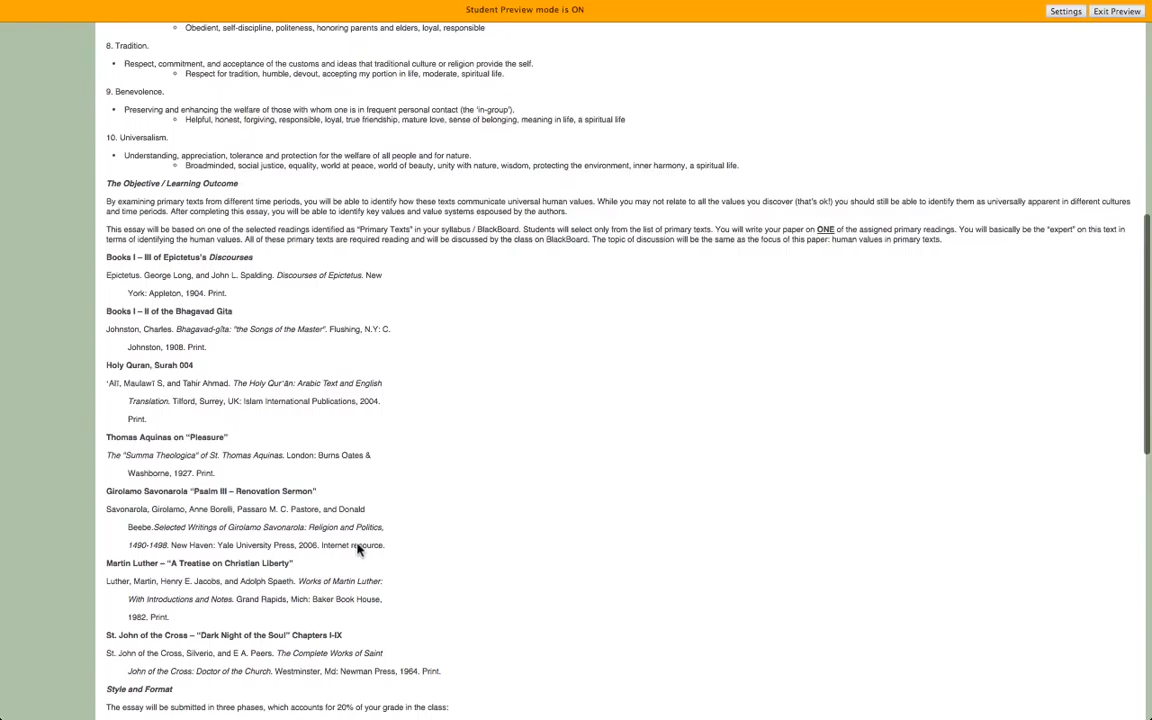 Student Preview mode is ON
Settings
Exit Preview
Obedient, self-discipline, politeness, honoring parents and elders, loyal, responsible
8. Tradition.
Respect, commitment, and acceptance of the customs and ideas that traditional culture or religion provide the self.
Respect for tradition, humble, devout, accepting my portion in life, moderate, spiritual life.
9. Benevolence.
Preserving and enhancing the welfare of those with whom one is in frequent personal contact (the 'in-group').
Helpful, honest, forgiving, responsible, loyal, true friendship, mature love, sense of belonging, meaning in life, a spiritual life
10. Universalism.
Understanding, appreciation, tolerance and protection for the welfare of all people and for nature.
Broadminded, social justice, equality, world at peace, world of beauty, unity with nature, wisdom, protecting the environment, inner harmony, a spiritual life.
The Objective / Learning Outcome
By examining primary texts from different time periods, you will be able to identify how these texts communicate universal human values. While you may not relate to all the values you discover (that's ok!) you should still be able to identify them as universally apparent in different cultures
and time periods. After completing this essay, you will be able to identify key values and value systems espoused by the authors.
This essay will be based on one of the selected readings identified as "Primary Texts" in your syllabus / BlackBoard. Students will select only from the list of primary texts. You will write your paper on ONE of the assigned primary readings. You will basically be the "expert" on this text in
terms of identifying the human values. All of these primary texts are required reading and will be discussed by the class on BlackBoard. The topic of discussion will be the same as the focus of this paper: human values in primary texts.
Books I – III of Epictetus's Discourses
Epictetus. George Long, and John L. Spalding. Discourses of Epictetus. New
York: Appleton, 1904. Print.
Books I – II of the Bhagavad Gita
Johnston, Charles. Bhagavad-gîta: "the Songs of the Master". Flushing, N.Y: C.
Johnston, 1908. Print.
Holy Quran, Surah 004
ʻAlī, Maulawī S, and Tahir Ahmad. The Holy Qur'ān: Arabic Text and English
Translation. Tilford, Surrey, UK: Islam International Publications, 2004.
Print.
Thomas Aquinas on "Pleasure"
The "Summa Theologica" of St. Thomas Aquinas. London: Burns Oates &
Washborne, 1927. Print.
Girolamo Savonarola "Psalm III – Renovation Sermon"
Savonarola, Girolamo, Anne Borelli, Passaro M. C. Pastore, and Donald
Beebe.Selected Writings of Girolamo Savonarola: Religion and Politics,
1490-1498. New Haven: Yale University Press, 2006. Internet resource.
Martin Luther – "A Treatise on Christian Liberty"
Luther, Martin, Henry E. Jacobs, and Adolph Spaeth. Works of Martin Luther:
With Introductions and Notes. Grand Rapids, Mich: Baker Book House,
1982. Print.
St. John of the Cross – "Dark Night of the Soul" Chapters I-IX
St. John of the Cross, Silverio, and E A. Peers. The Complete Works of Saint
John of the Cross: Doctor of the Church. Westminster, Md: Newman Press, 1964. Print.
Style and Format
The essay will be submitted in three phases, which accounts for 20% of your grade in the class: